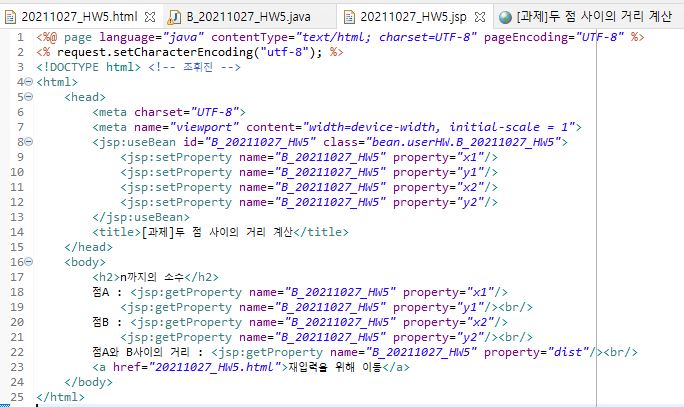 20211027_HW5.html B_20211027_HW5.java 20211027_HW5.jsp [과제]두 점 사이의 거리 계산
1 <%@ page language="java" contentType="text/html; charset=UTF-8" pageEncoding="UTF-8" %>
2 <% request.setCharacterEncoding("utf-8"); %>
3 <!DOCTYPE html> <!-- 조휘진 -->
4 <html>
5 <head>
6 <meta charset="UTF-8">
7 <meta name="viewport" content="width=device-width, initial-scale = 1">
8 <jsp:useBean id="B_20211027_HW5" class="bean.userHW.B_20211027_HW5">
9 <jsp:setProperty name="B_20211027_HW5" property="x1"/>
10 <jsp:setProperty name="B_20211027_HW5" property="y1"/>
11 <jsp:setProperty name="B_20211027_HW5" property="x2"/>
12 <jsp:setProperty name="B_20211027_HW5" property="y2"/>
13 </jsp:useBean>
14 <title>[과제]두 점 사이의 거리 계산</title>
15 </head>
16 <body>
17 <h2>n까지의 소수</h2>
18 점A : <jsp:getProperty name="B_20211027_HW5" property="x1"/>
19 <jsp:getProperty name="B_20211027_HW5" property="y1"/><br/>
20 점B : <jsp:getProperty name="B_20211027_HW5" property="x2"/>
21 <jsp:getProperty name="B_20211027_HW5" property="y2"/><br/>
22 점A와 B사이의 거리 : <jsp:getProperty name="B_20211027_HW5" property="dist"/><br/>
23 <a href="20211027_HW5.html">재입력을 위해 이동</a>
24 </body>
25 </html>